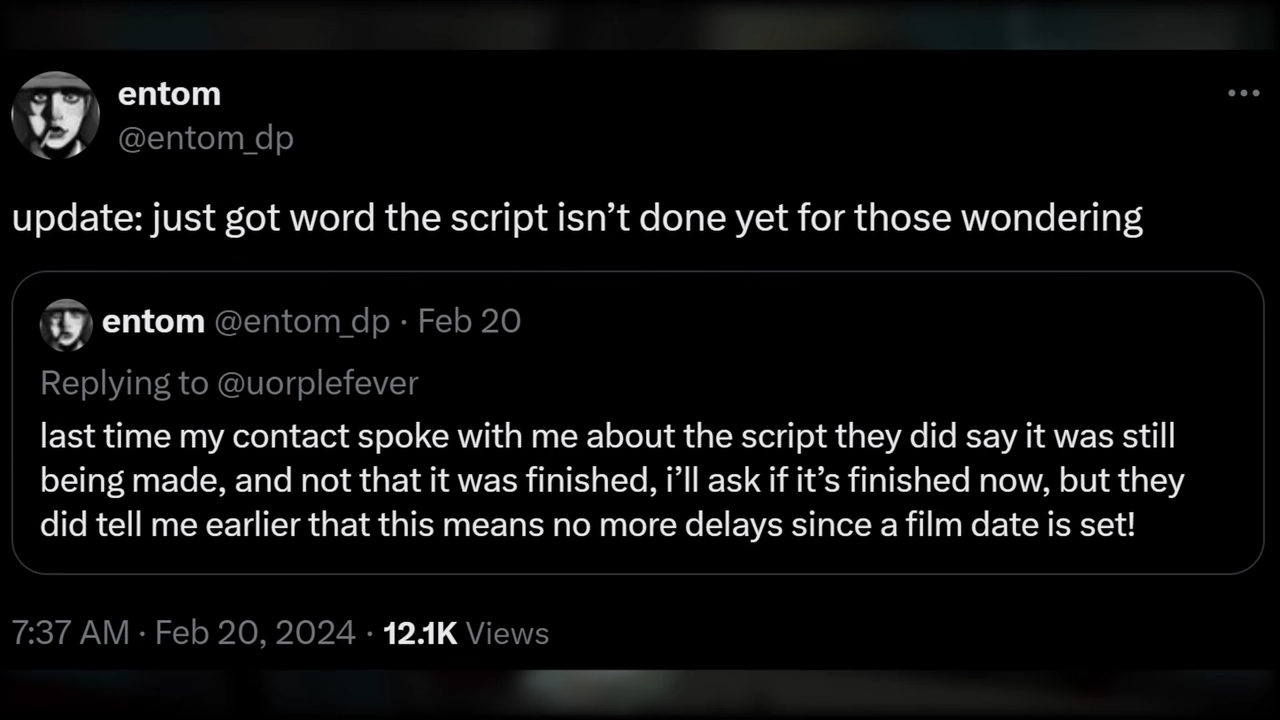 entom
@entom_dp
update: just got word the script isn’t done yet for those wondering
entom @entom_dp · Feb 20
Replying to @uorplefever
last time my contact spoke with me about the script they did say it was still
being made, and not that it was finished, i’ll ask if it’s finished now, but they
did tell me earlier that this means no more delays since a film date is set!
7:37 AM · Feb 20, 2024 · 12.1K Views